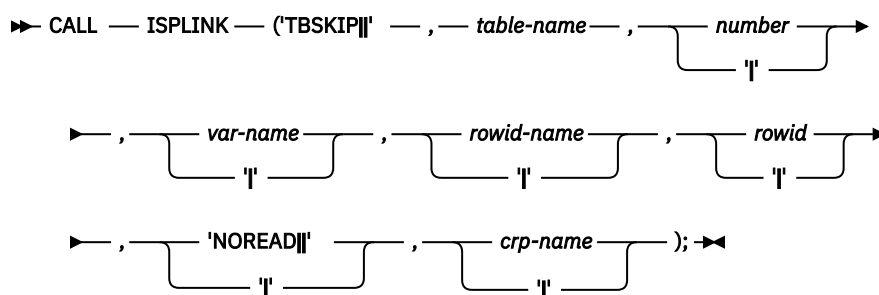 CALL ISPLINK ('TBSKIP‖' , table-name , number
'|'
, var-name , rowid-name , rowid
'|' '|' '|'
, 'NOREAD‖' , crp-name );
'|' '|'